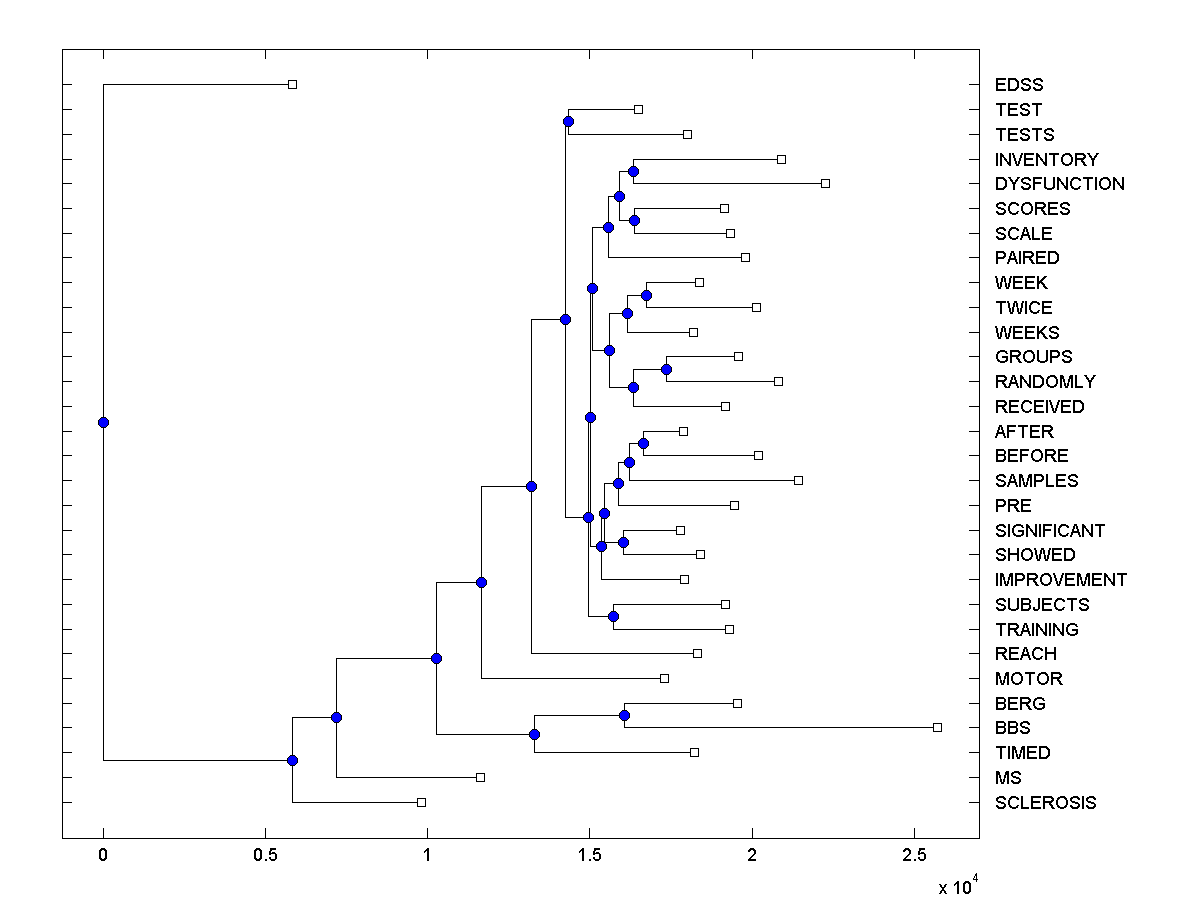 EDSS
TEST
TESTS
INVENTORY
DYSFUNCTION
SCORES
SCALE
PAIRED
WEEK
TWICE
WEEKS
GROUPS
RANDOMLY
RECEIVED
AFTER
BEFORE
SAMPLES
PRE
SIGNIFICANT
SHOWED
IMPROVEMENT
SUBJECTS
TRAINING
REACH
MOTOR
BERG
BBS
TIMED
MS
SCLEROSIS
0 0.5 1 1.5 2 2.5
x 10⁴